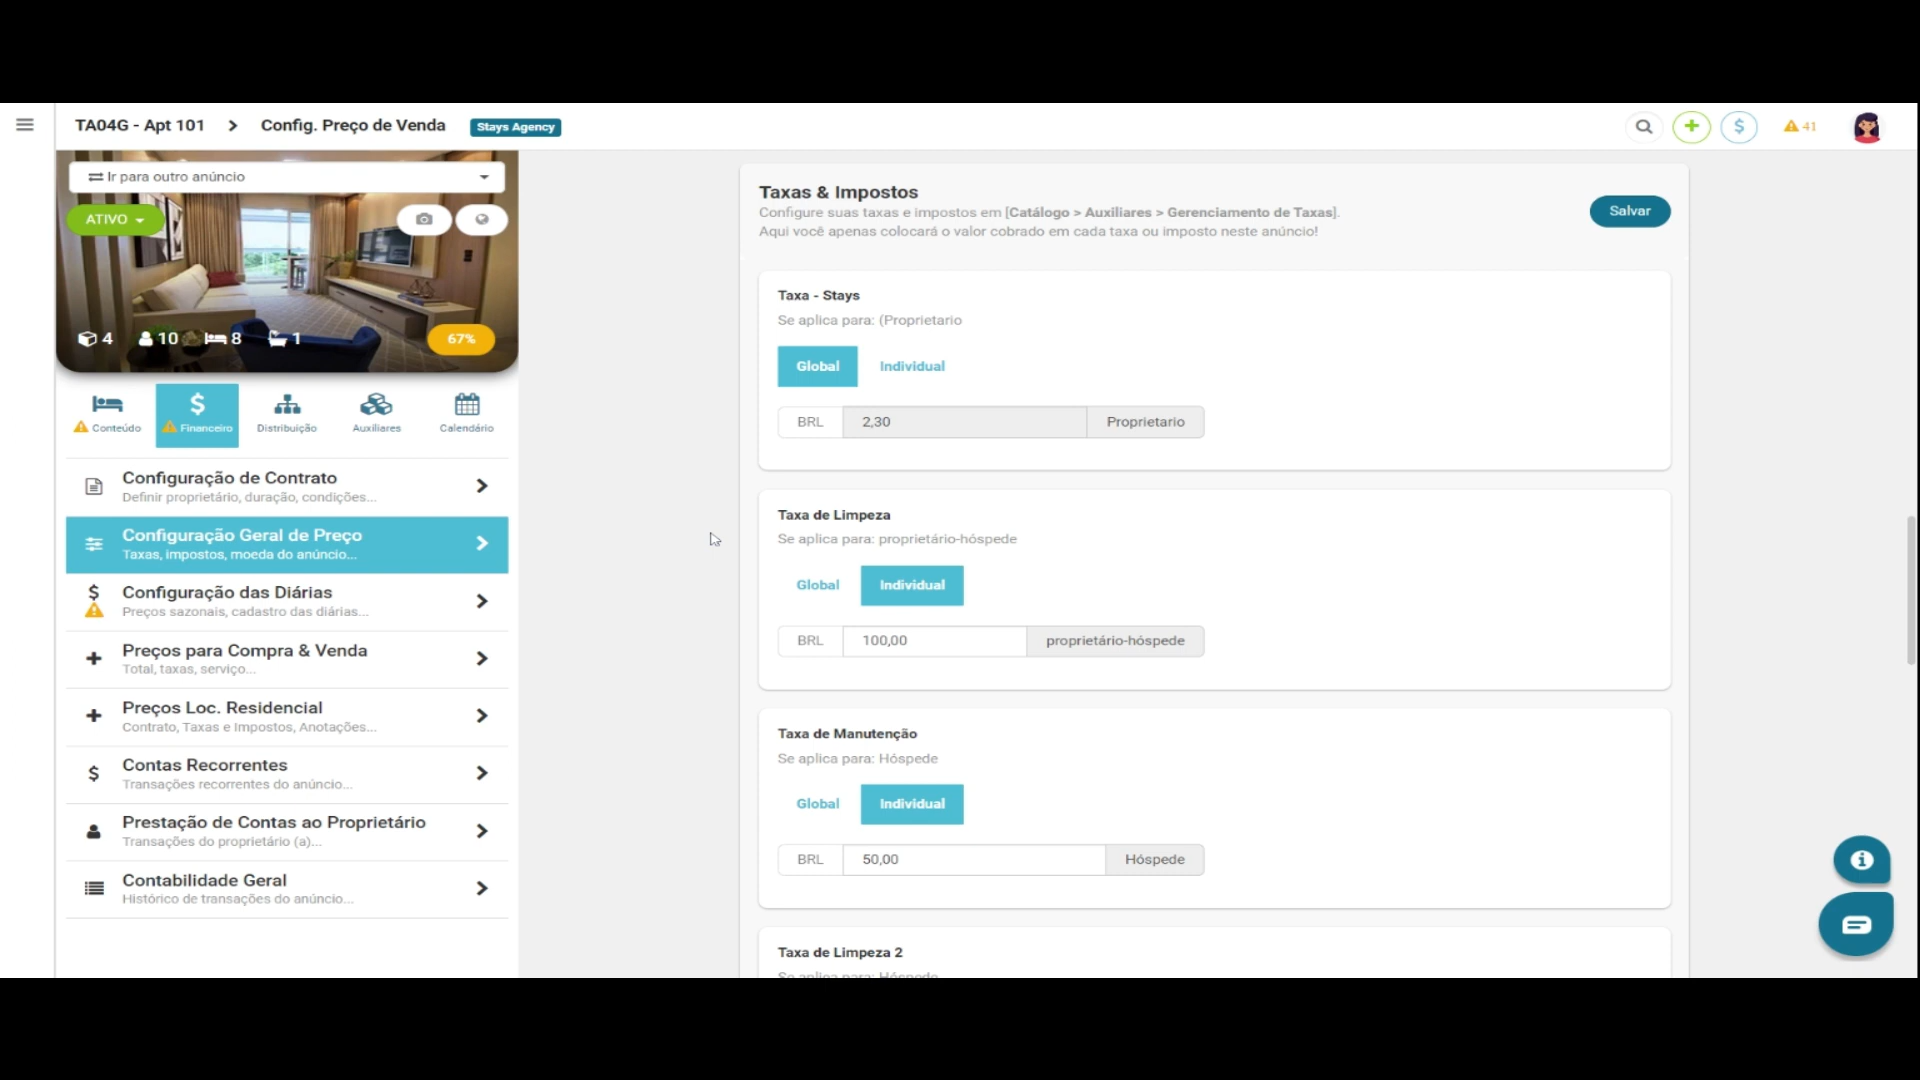 TA04G - Apt 101 > Config. Preço de Venda Stays Agency
41
Ir para outro anúncio
ATIVO
4 10 8 1 67%
Conteúdo Financeiro Distribuição Auxiliares Calendário
Configuração de Contrato
Definir proprietário, duração, condições...
Configuração Geral de Preço
Taxas, impostos, moeda do anúncio...
Configuração das Diárias
Preços sazonais, cadastro das diárias...
Preços para Compra & Venda
Total, taxas, serviço...
Preços Loc. Residencial
Contrato, Taxas e Impostos, Anotações...
Contas Recorrentes
Transações recorrentes do anúncio...
Prestação de Contas ao Proprietário
Transações do proprietário (a)...
Contabilidade Geral
Histórico de transações do anúncio...
Taxas & Impostos
Configure suas taxas e impostos em [Catálogo > Auxiliares > Gerenciamento de Taxas].
Aqui você apenas colocará o valor cobrado em cada taxa ou imposto neste anúncio!
Salvar
Taxa - Stays
Se aplica para: (Proprietario
Global Individual
BRL 2,30 Proprietario
Taxa de Limpeza
Se aplica para: proprietário-hóspede
Global Individual
BRL 100,00 proprietário-hóspede
Taxa de Manutenção
Se aplica para: Hóspede
Global Individual
BRL 50,00 Hóspede
Taxa de Limpeza 2
Se aplica para: Hóspede